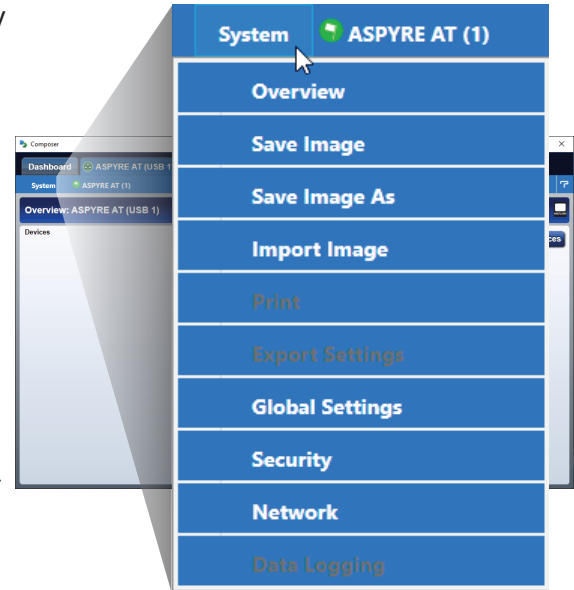 System ASPYRE AT (1)
Overview
Save Image
Save Image As
Import Image
Print
Export Settings
Global Settings
Security
Network
Data Logging
Composer
Dashboard ASPYRE AT (USB 1
System ASPYRE AT (1)
Overview: ASPYRE AT (USB 1)
Devices
ces
y